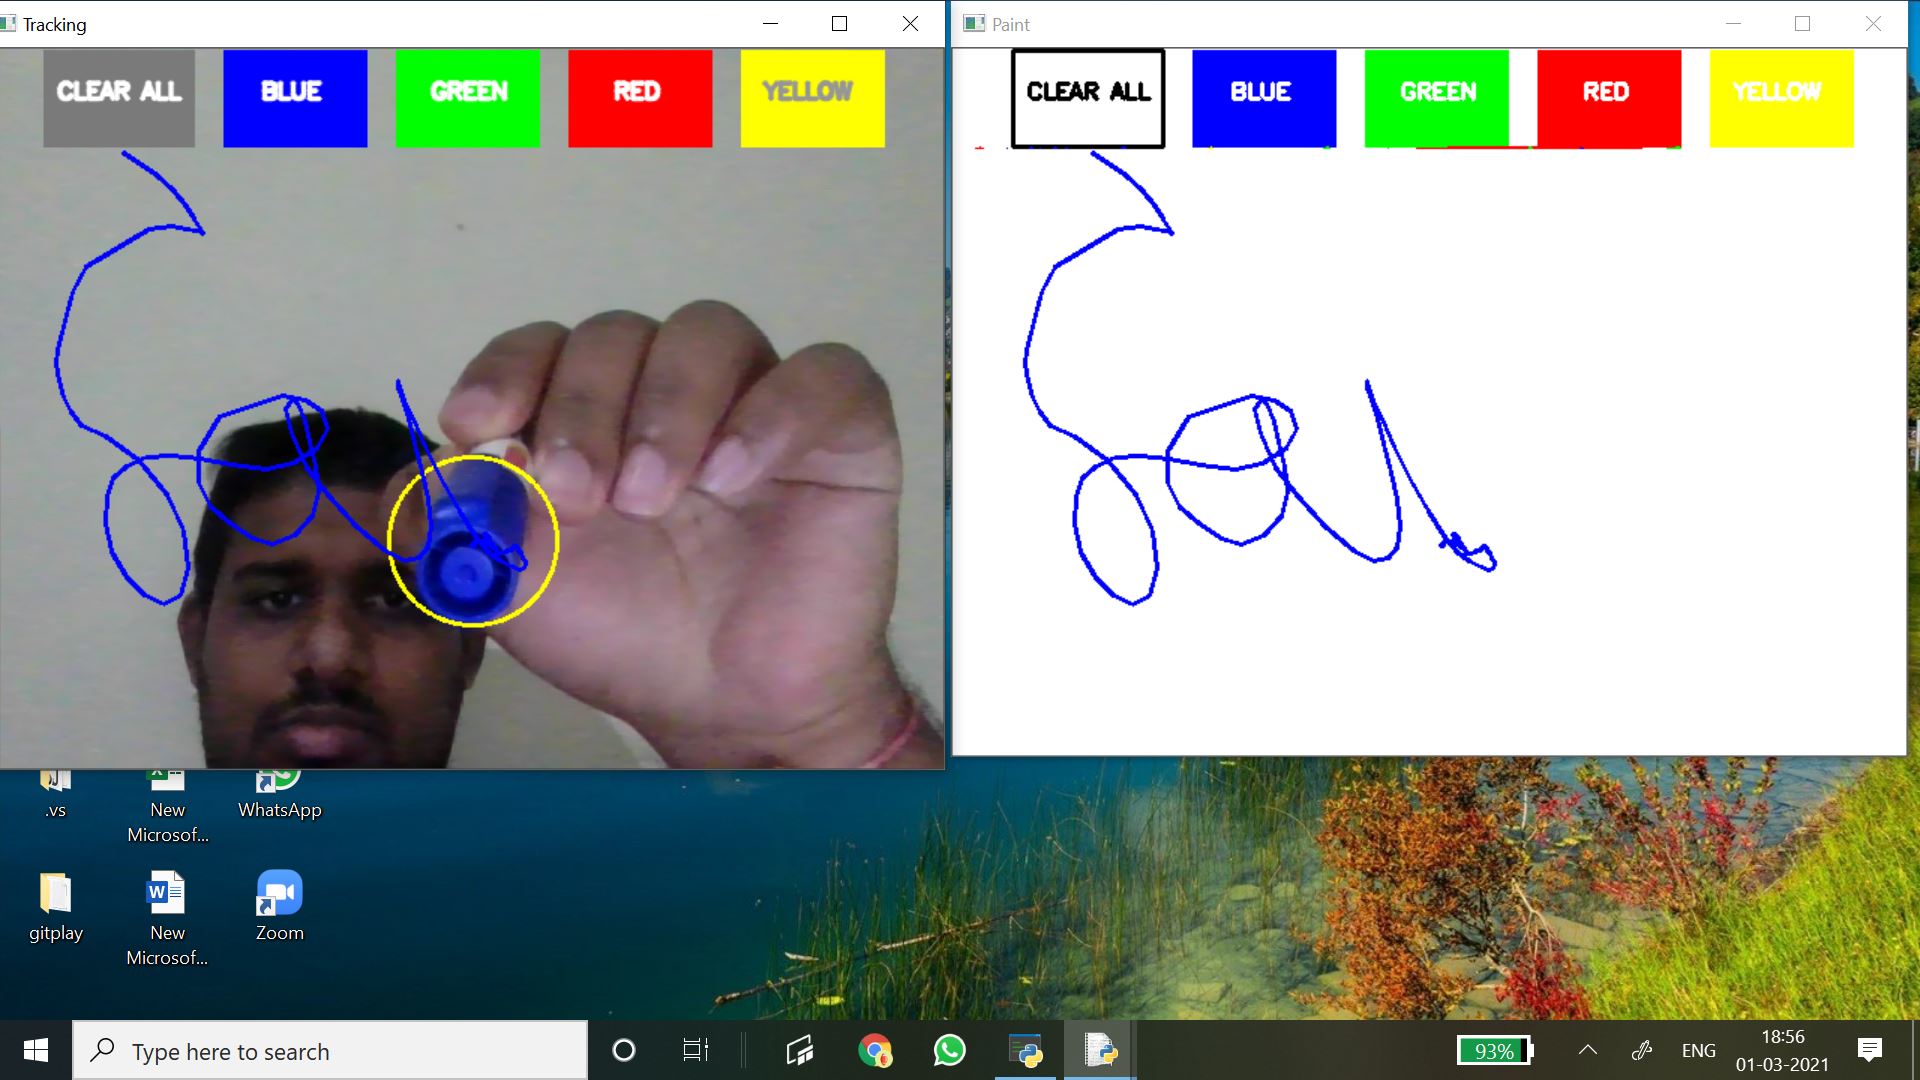 Tracking
Paint
CLEAR ALL BLUE GREEN RED YELLOW
CLEAR ALL BLUE GREEN RED YELLOW
.vs
New Microsof...
WhatsApp
gitplay
New Microsof...
Zoom
Type here to search
93%
ENG
18:56
01-03-2021